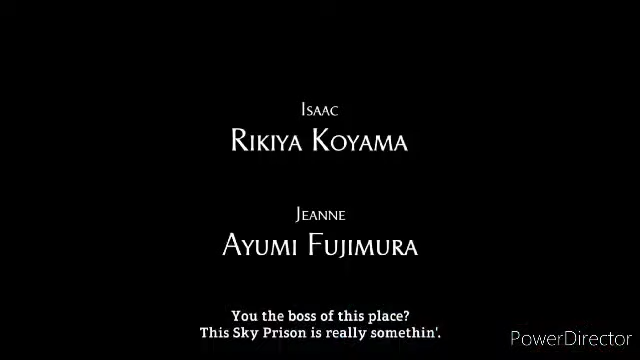 Isaac
Rikiya Koyama
Jeanne
Ayumi Fujimura
You the boss of this place?
This Sky Prison is really somethin'.
PowerDirector